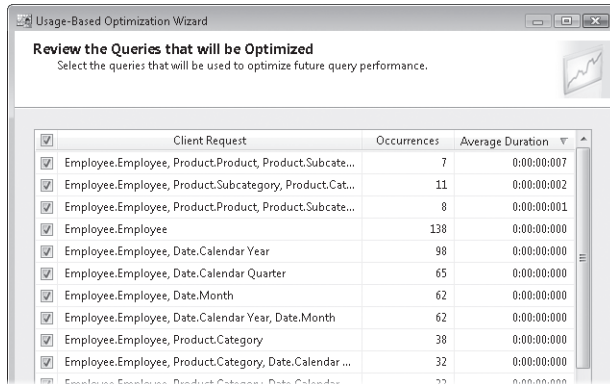 Usage-Based Optimization Wizard
Review the Queries that will be Optimized
Select the queries that will be used to optimize future query performance.
Client Request Occurrences Average Duration
Employee.Employee, Product.Product, Product.Subcate... 7 0:00:00:007
Employee.Employee, Product.Subcategory, Product.Cat... 11 0:00:00:002
Employee.Employee, Product.Product, Product.Subcate... 8 0:00:00:001
Employee.Employee 138 0:00:00:000
Employee.Employee, Date.Calendar Year 98 0:00:00:000
Employee.Employee, Date.Calendar Quarter 65 0:00:00:000
Employee.Employee, Date.Month 62 0:00:00:000
Employee.Employee, Date.Calendar Year, Date.Month 62 0:00:00:000
Employee.Employee, Product.Category 38 0:00:00:000
Employee.Employee, Product.Category, Date.Calendar ... 32 0:00:00:000